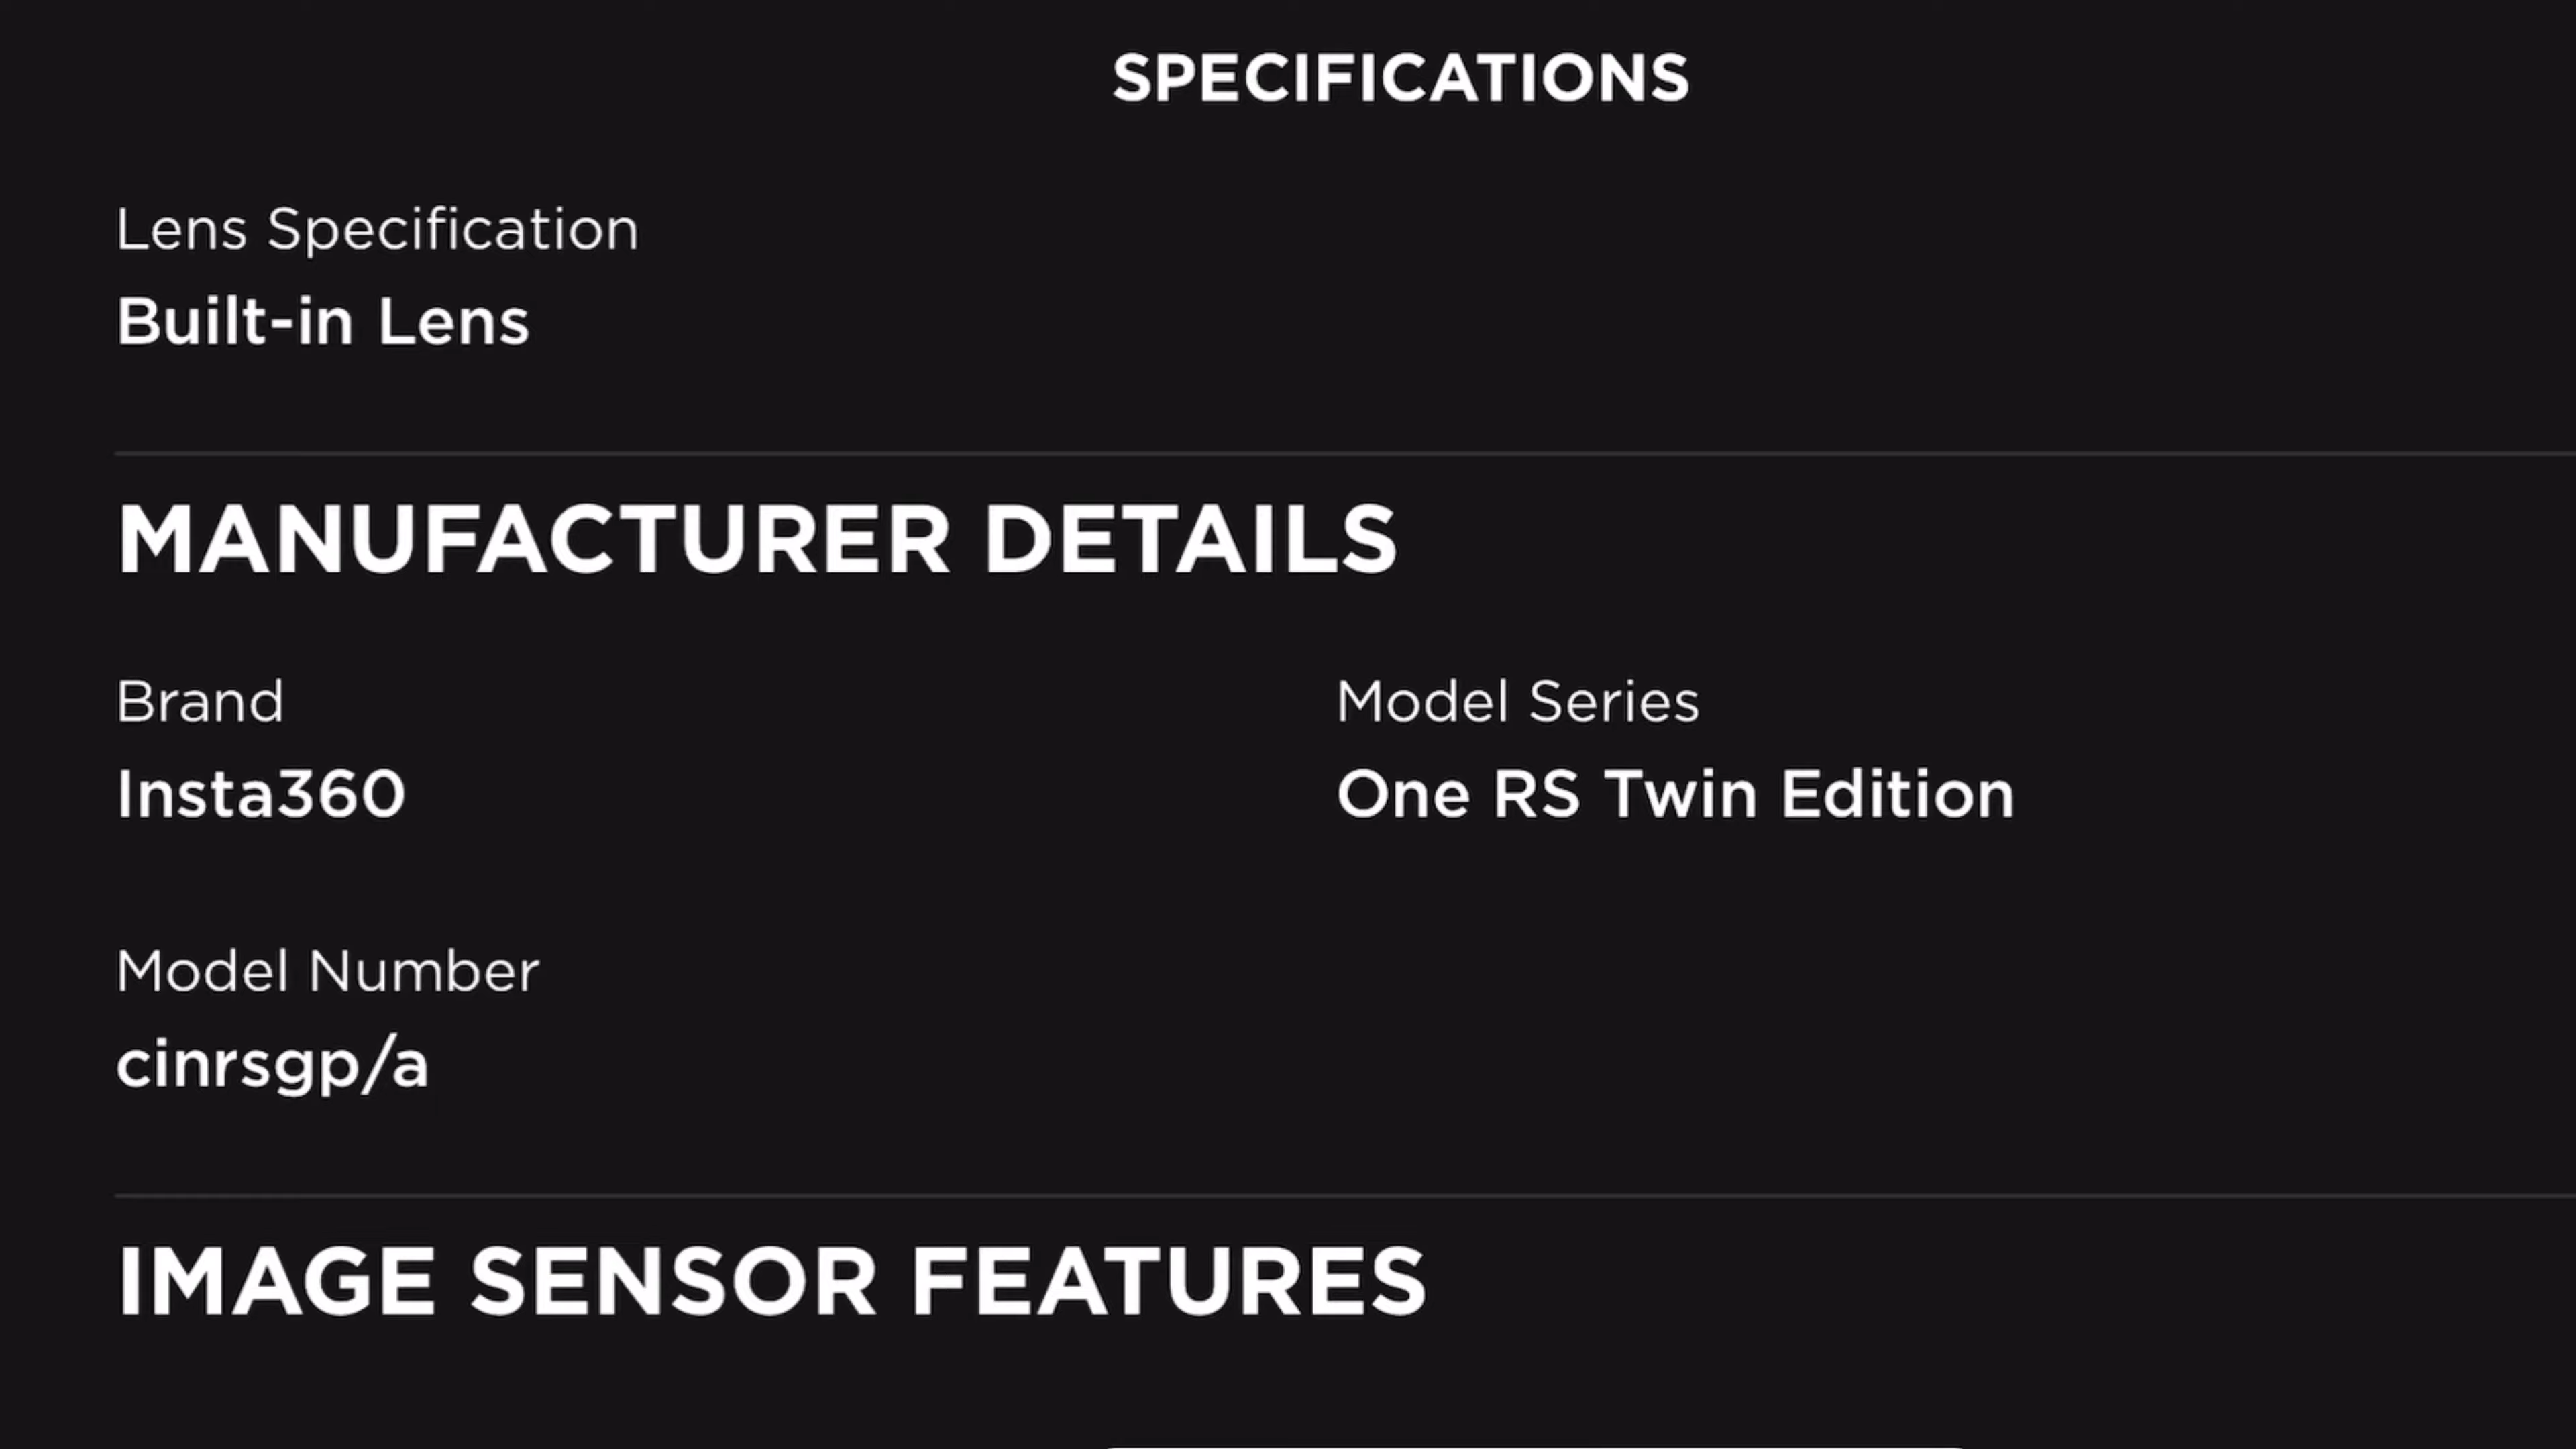 SPECIFICATIONS
Lens Specification
Built-in Lens
MANUFACTURER DETAILS
Brand
Insta360
Model Series
One RS Twin Edition
Model Number
cinrsgp/a
IMAGE SENSOR FEATURES